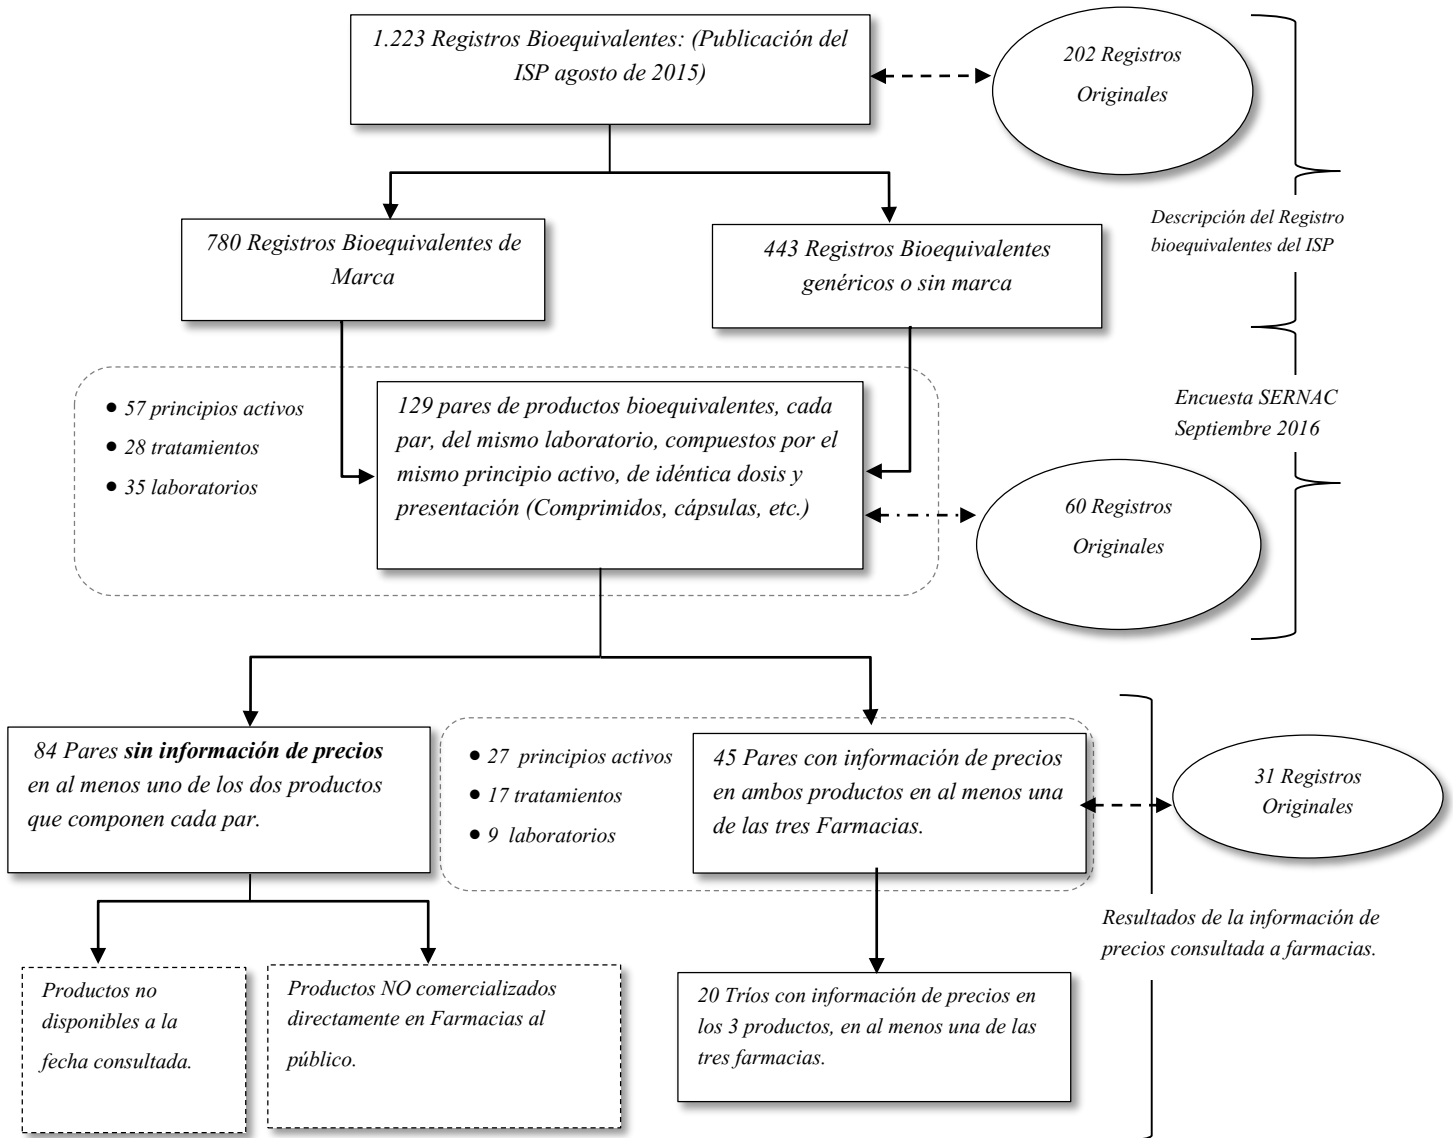 1.223 Registros Bioequivalentes: (Publicación del
ISP agosto de 2015)
202 Registros
Originales
780 Registros Bioequivalentes de
Marca
443 Registros Bioequivalentes
genéricos o sin marca
Descripción del Registro
bioequivalentes del ISP
• 57 principios activos
• 28 tratamientos
• 35 laboratorios
129 pares de productos bioequivalentes, cada
par, del mismo laboratorio, compuestos por el
mismo principio activo, de idéntica dosis y
presentación (Comprimidos, cápsulas, etc.)
Encuesta SERNAC
Septiembre 2016
60 Registros
Originales
84 Pares sin información de precios
en al menos uno de los dos productos
que componen cada par.
• 27 principios activos
• 17 tratamientos
• 9 laboratorios
45 Pares con información de precios
en ambos productos en al menos una
de las tres Farmacias.
31 Registros
Originales
Resultados de la información de
precios consultada a farmacias.
Productos no
disponibles a la
fecha consultada.
Productos NO comercializados
directamente en Farmacias al
público.
20 Tríos con información de precios en
los 3 productos, en al menos una de las
tres farmacias.